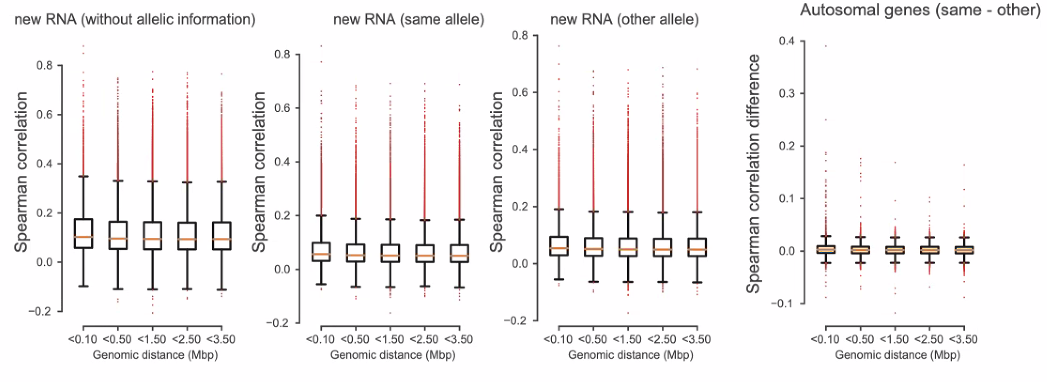 new RNA (without allelic information)
Spearman correlation
0.8
0.6
0.4
0.2
0.0
−0.2
<0.10 <0.50 <1.50 <2.50 <3.50
Genomic distance (Mbp)
new RNA (same allele)
Spearman correlation
0.8
0.6
0.4
0.2
0.0
−0.2
<0.10 <0.50 <1.50 <2.50 <3.50
Genomic distance (Mbp)
new RNA (other allele)
Spearman correlation
0.8
0.6
0.4
0.2
0.0
−0.2
<0.10 <0.50 <1.50 <2.50 <3.50
Genomic distance (Mbp)
Autosomal genes (same - other)
Spearman correlation difference
0.4
0.3
0.2
0.1
0.0
−0.1
<0.10 <0.50 <1.50 <2.50 <3.50
Genomic distance (Mbp)